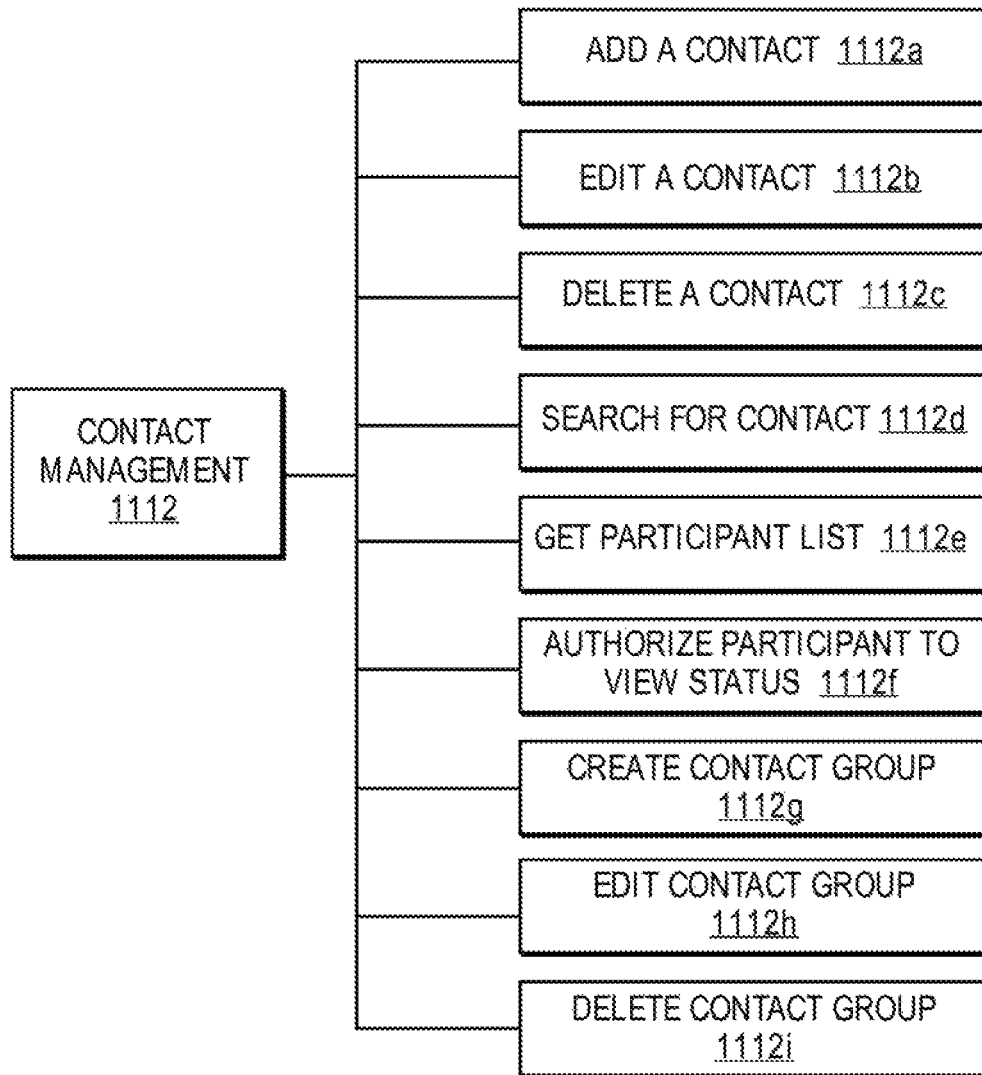 ADD A CONTACT 1112a
EDIT A CONTACT 1112b
DELETE A CONTACT 1112c
SEARCH FOR CONTACT 1112d
CONTACT
MANAGEMENT
1112
GET PARTICIPANT LIST 1112e
AUTHORIZE PARTICIPANT TO
VIEW STATUS 1112f
CREATE CONTACT GROUP
1112g
EDIT CONTACT GROUP
1112h
DELETE CONTACT GROUP
1112i